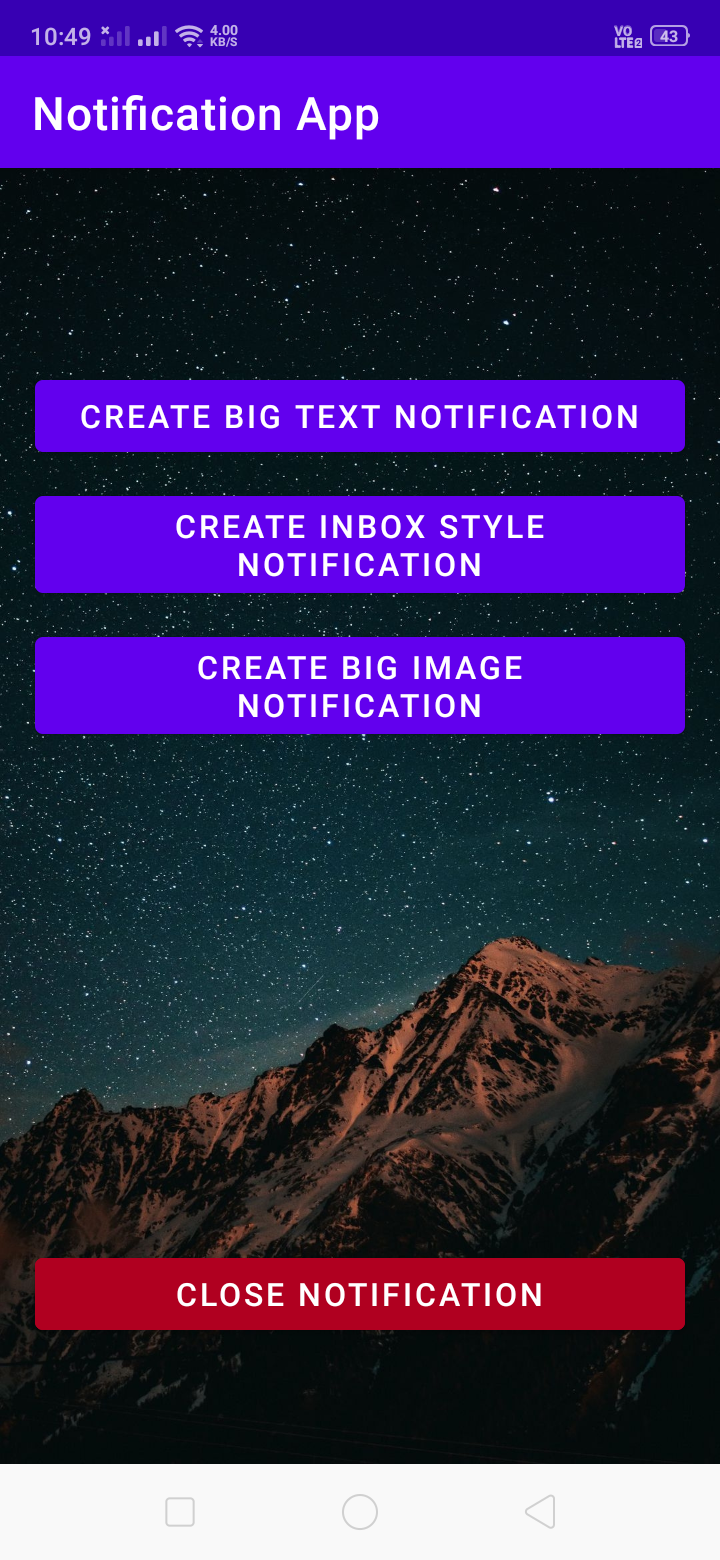 10:49 4.00 KB/S VO LTE2 43
Notification App
CREATE BIG TEXT NOTIFICATION
CREATE INBOX STYLE
NOTIFICATION
CREATE BIG IMAGE
NOTIFICATION
CLOSE NOTIFICATION